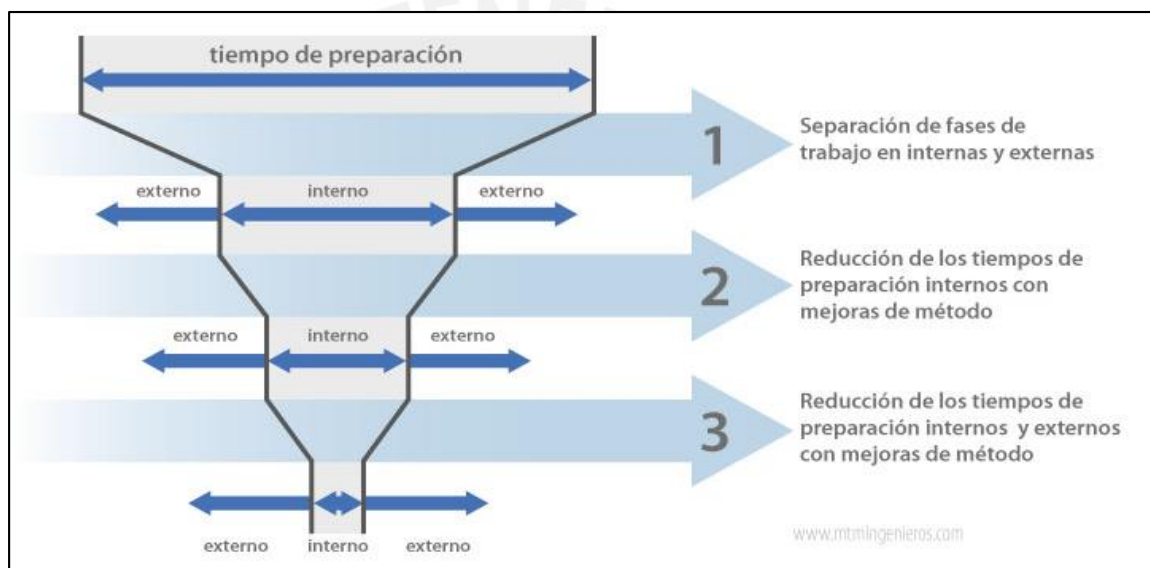 tiempo de preparación
1
Separación de fases de
trabajo en internas y externas
externo
interno
externo
2
Reducción de los tiempos de
preparación internos con
mejoras de método
externo
interno
externo
3
Reducción de los tiempos de
preparación internos y externos
con mejoras de método
externo
interno
externo
www.mtmingenieros.com